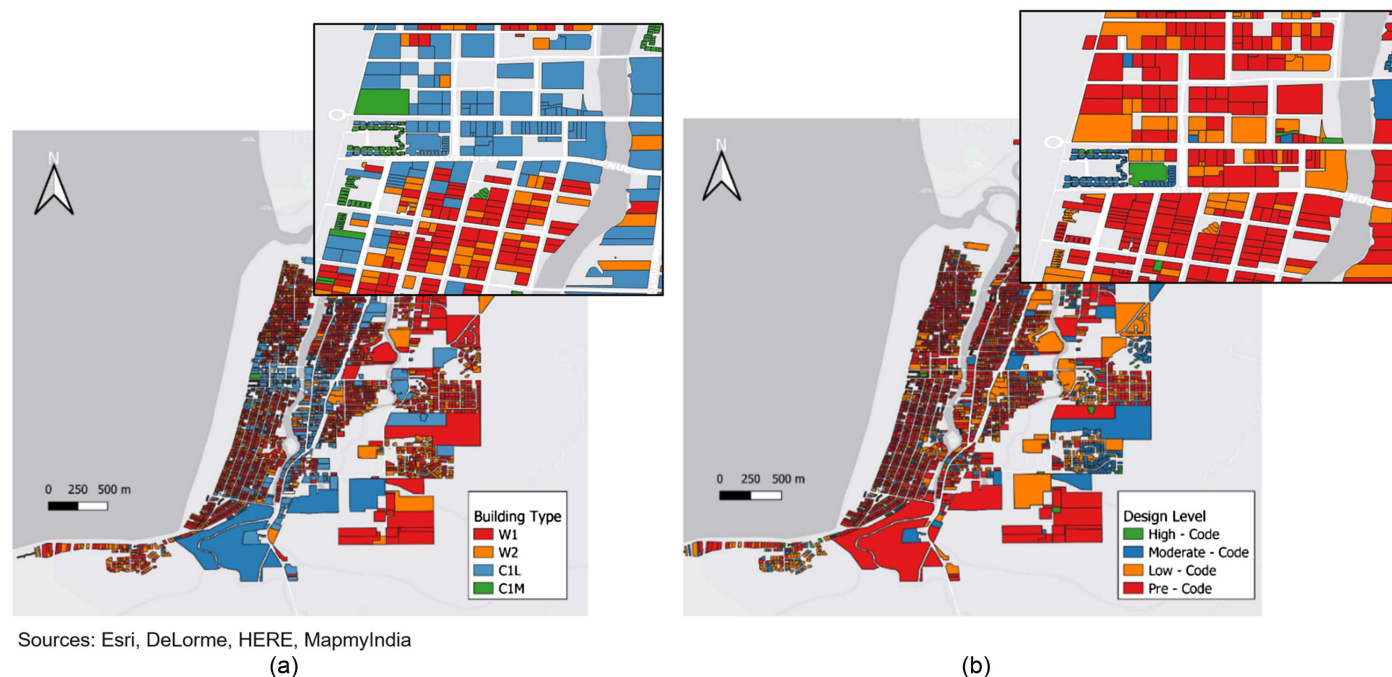 N
0 250 500 m
Building Type
W1
W2
C1L
C1M
N
0 250 500 m
Design Level
High - Code
Moderate - Code
Low - Code
Pre - Code
Sources: Esri, DeLorme, HERE, MapmyIndia
(a)
(b)